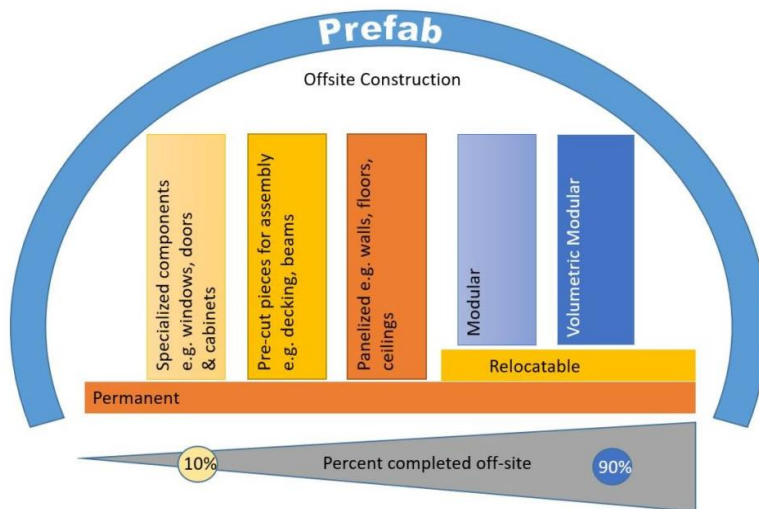 Prefab
Offsite Construction
Specialized components
e.g. windows, doors
& cabinets
Pre-cut pieces for assembly
e.g. decking, beams
Panelized e.g. walls, floors,
ceilings
Modular
Volumetric Modular
Relocatable
Permanent
10%
Percent completed off-site
90%